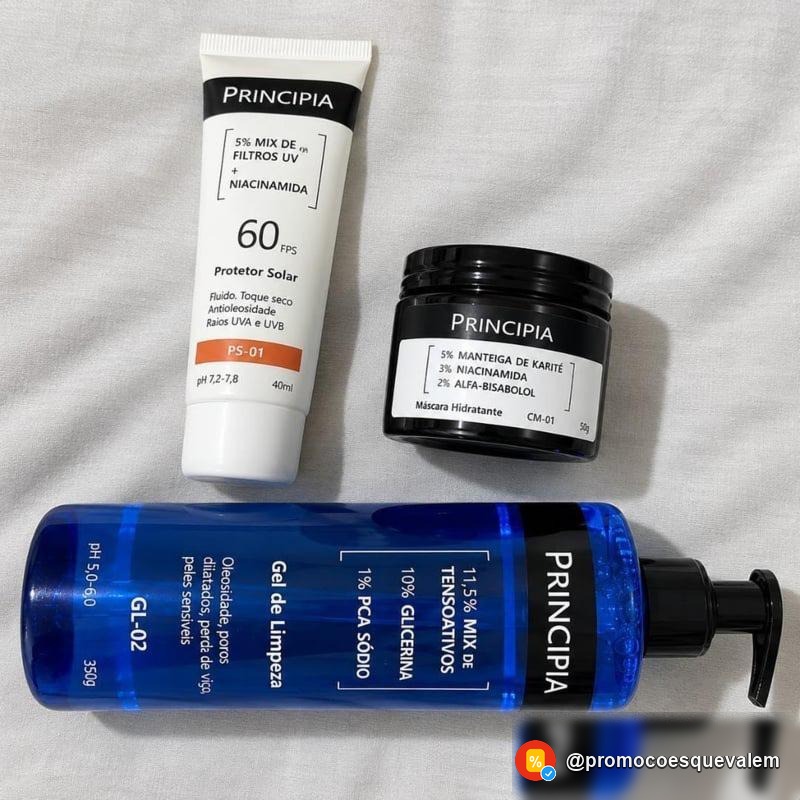 PRINCIPIA
5% MIX DE
FILTROS UV
+
NIACINAMIDA
60 FPS
Protetor Solar
Fluido. Toque seco
Antioleosidade
Raios UVA e UVB
PS-01
pH 7,2-7,8 40ml
PRINCIPIA
5% MANTEIGA DE KARITÉ
3% NIACINAMIDA
2% ALFA-BISABOLOL
Máscara Hidratante CM-01 50g
PRINCIPIA
11,5% MIX DE
TENSOATIVOS
10% GLICERINA
1% PCA SÓDIO
Gel de Limpeza
Oleosidade, poros
dilatados, perda de viço,
peles sensiveis
GL-02
pH 5,0-6,0 350g
%
@promocoesquevalem